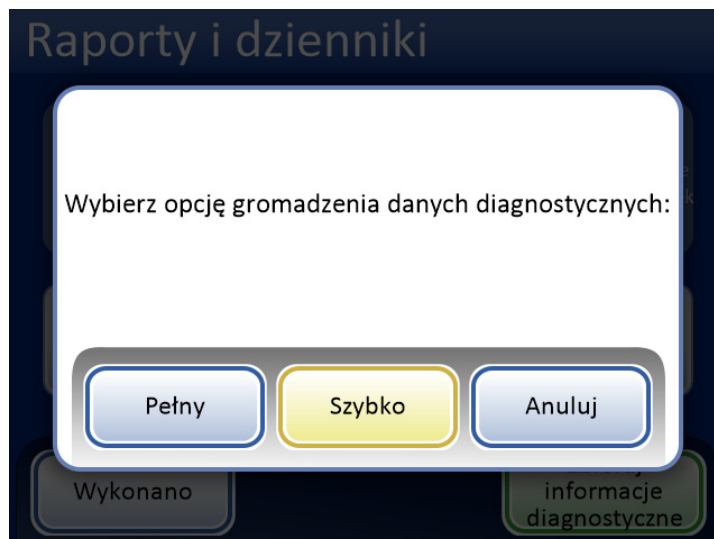 Raporty i dzienniki
Wybierz opcję gromadzenia danych diagnostycznych:
Pełny
Szybko
Anuluj
Wykonano
informacje
diagnostyczne